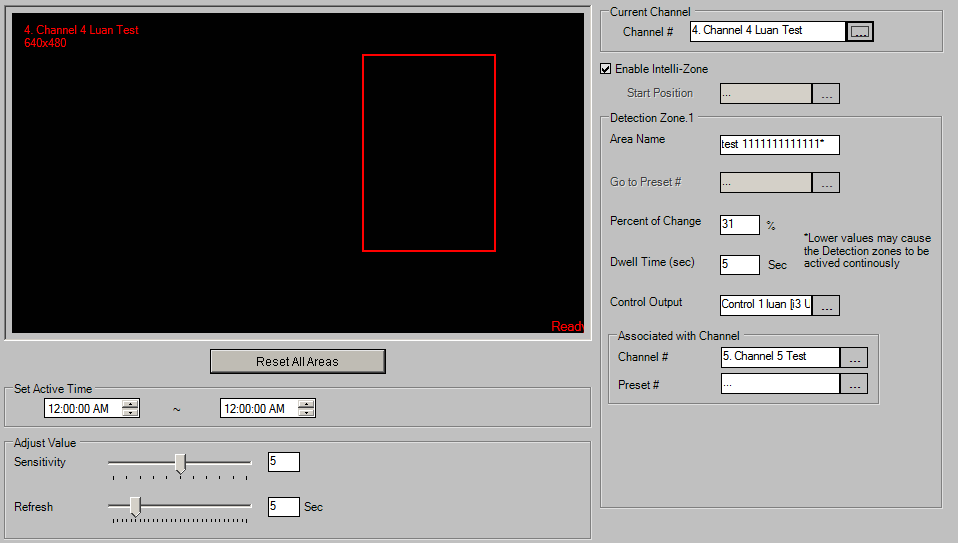 4. Channel 4 Luan Test
640x480
Ready
Reset All Areas
Set Active Time
12:00:00 AM ~ 12:00:00 AM
Adjust Value
Sensitivity 5
Refresh 5 Sec
Current Channel
Channel # 4. Channel 4 Luan Test ...
Enable Intelli-Zone
Start Position ... ...
Detection Zone.1
Area Name test 1111111111111*
Go to Preset # ... ...
Percent of Change 31 %
*Lower values may cause
the Detection zones to be
actived continously
Dwell Time (sec) 5 Sec
Control Output Control 1 luan [i3 U ...
Associated with Channel
Channel # 5. Channel 5 Test ...
Preset # ... ...